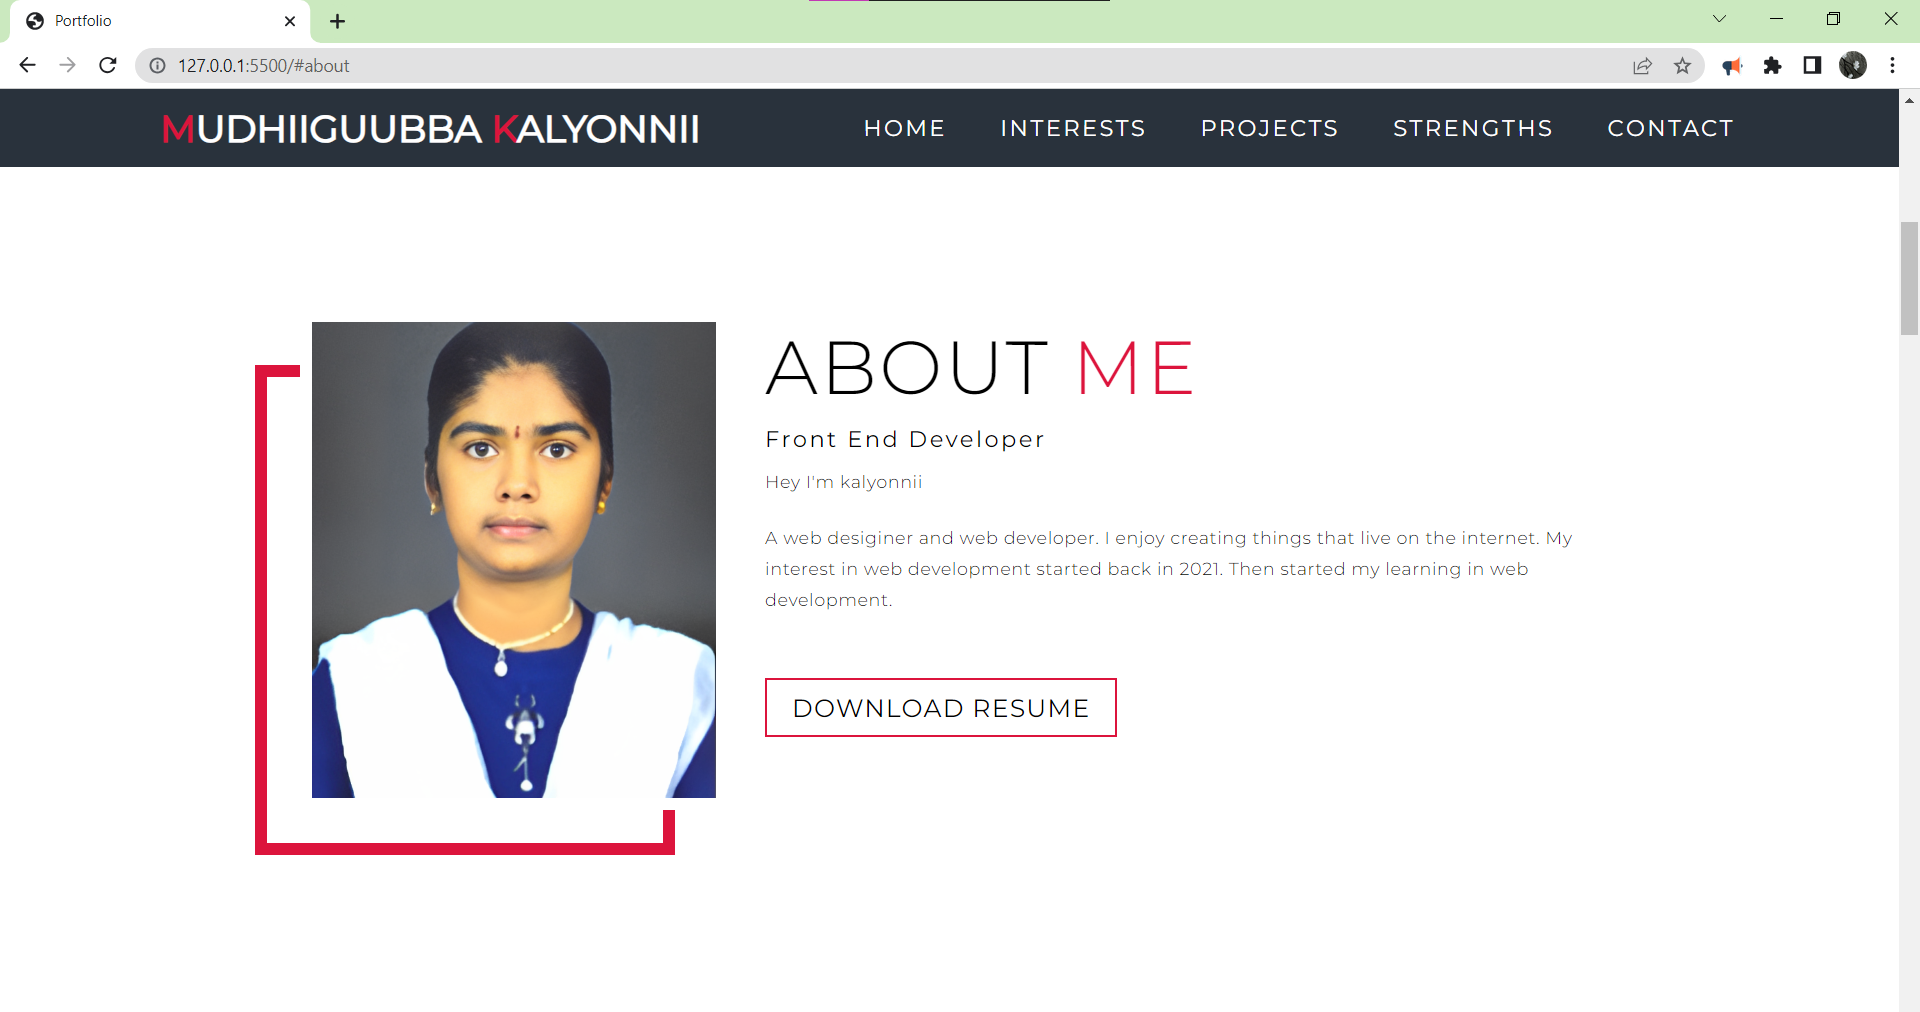 Portfolio
127.0.0.1:5500/#about
MUDHIIGUUBBA KALYONNII
HOME INTERESTS PROJECTS STRENGTHS CONTACT
ABOUT ME
Front End Developer
Hey I'm kalyonnii
A web desiginer and web developer. I enjoy creating things that live on the internet. My
interest in web development started back in 2021. Then started my learning in web
development.
DOWNLOAD RESUME